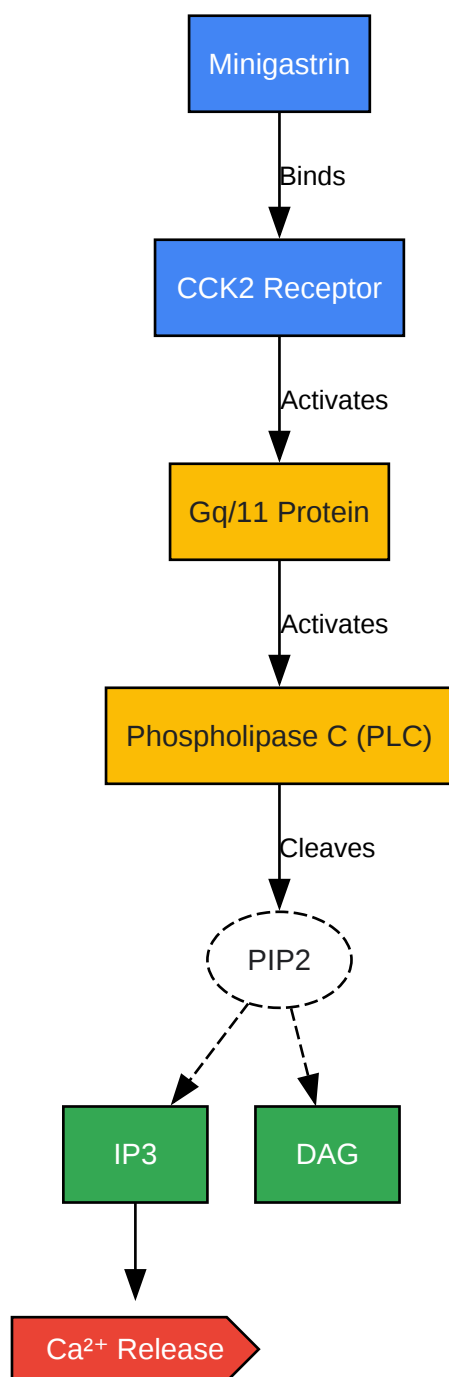 Minigastrin
Binds
CCK2 Receptor
Activates
Gq/11 Protein
Activates
Phospholipase C (PLC)
Cleaves
PIP2
IP3
DAG
Ca²⁺ Release